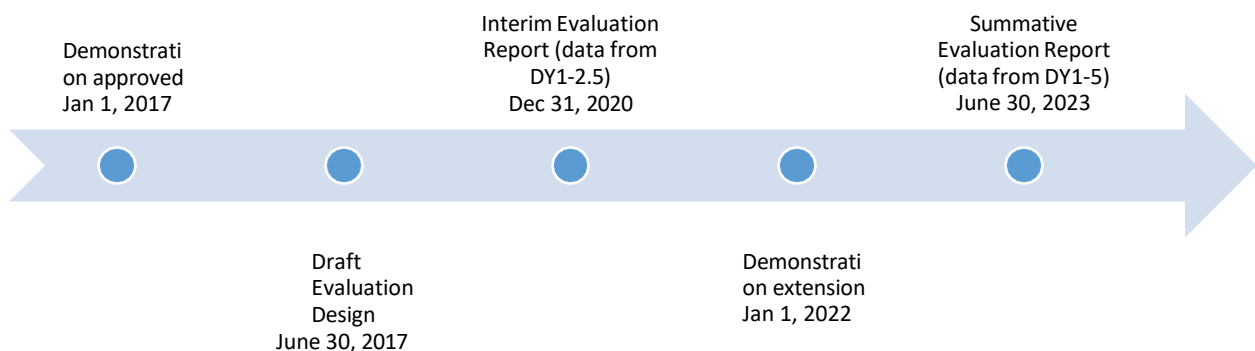 Demonstrati
on approved
Jan 1, 2017
Draft
Evaluation
Design
June 30, 2017
Interim Evaluation
Report (data from
DY1-2.5)
Dec 31, 2020
Demonstrati
on extension
Jan 1, 2022
Summative
Evaluation Report
(data from DY1-5)
June 30, 2023